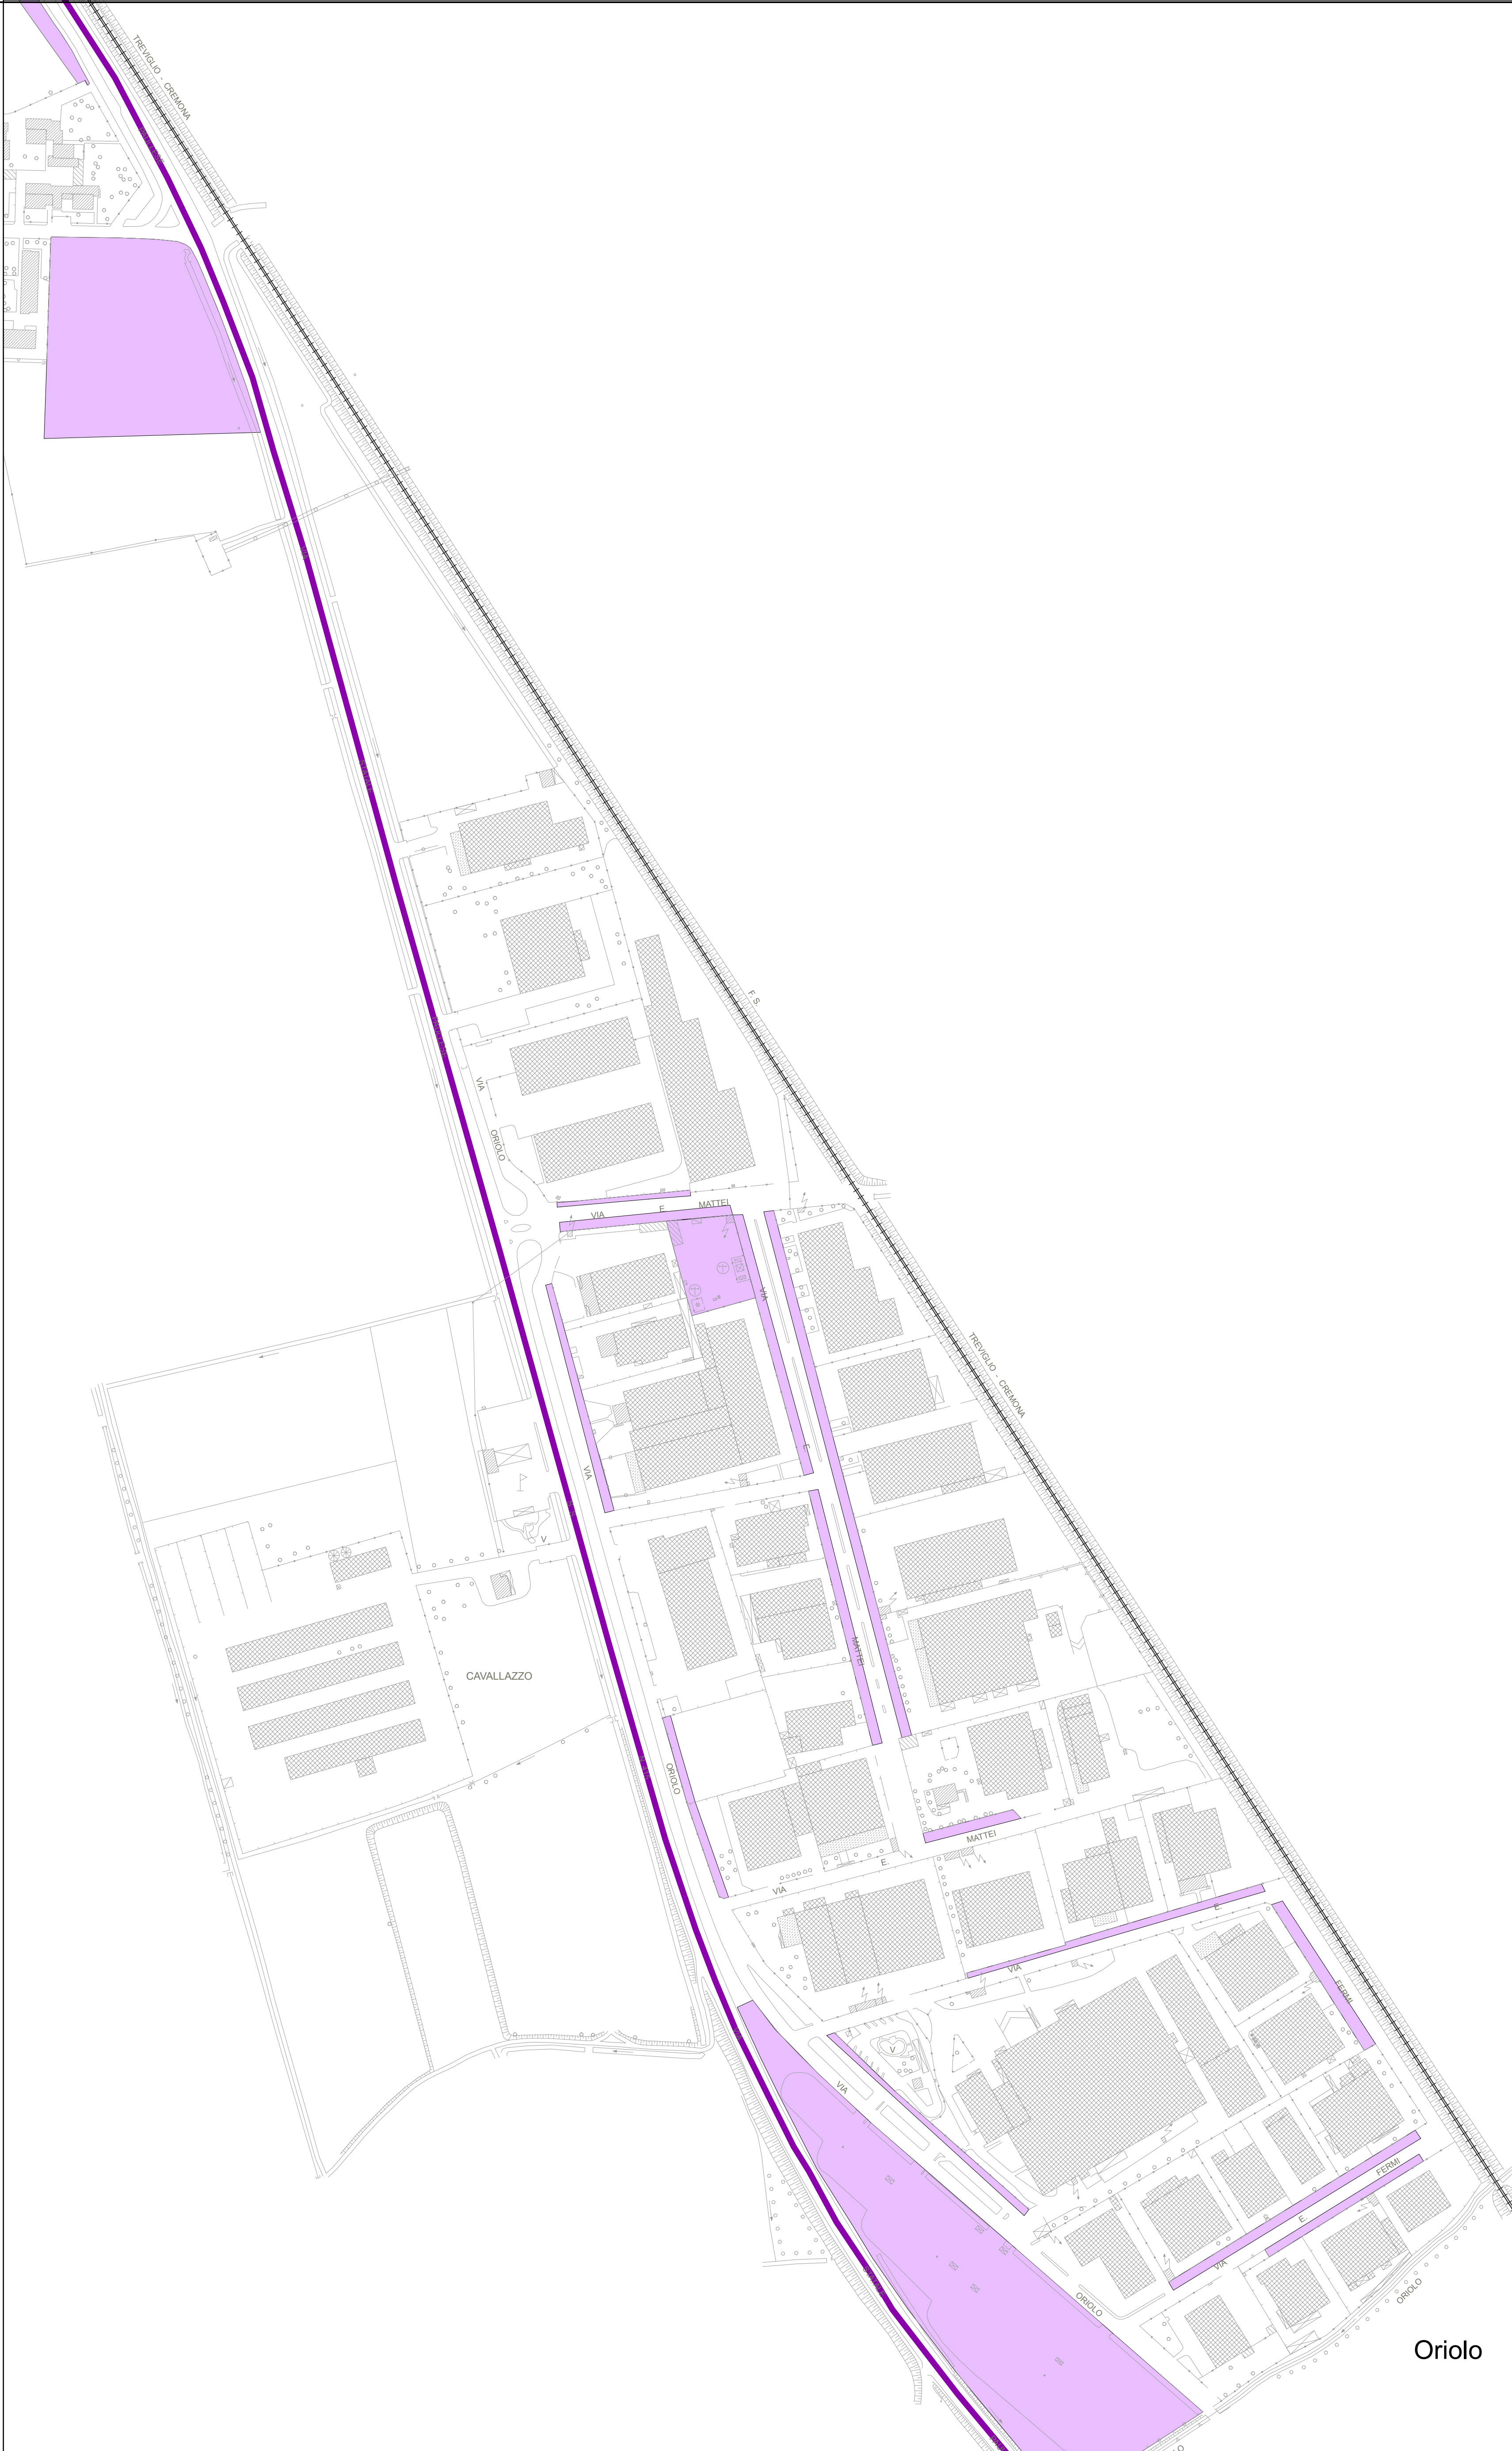 TREVIGLIO - CREMONA
F. S.
VIA
ORIOLO
VIA E. MATTEI
VIA
TREVIGLIO - CREMONA
E.
VIA
V
MATTEI
CAVALLAZZO
ORIOLO
MATTEI
E.
VIA
E.
VIA
FERMI
V
VIA
FERMI
E.
VIA
ORIOLO
ORIOLO
Oriolo